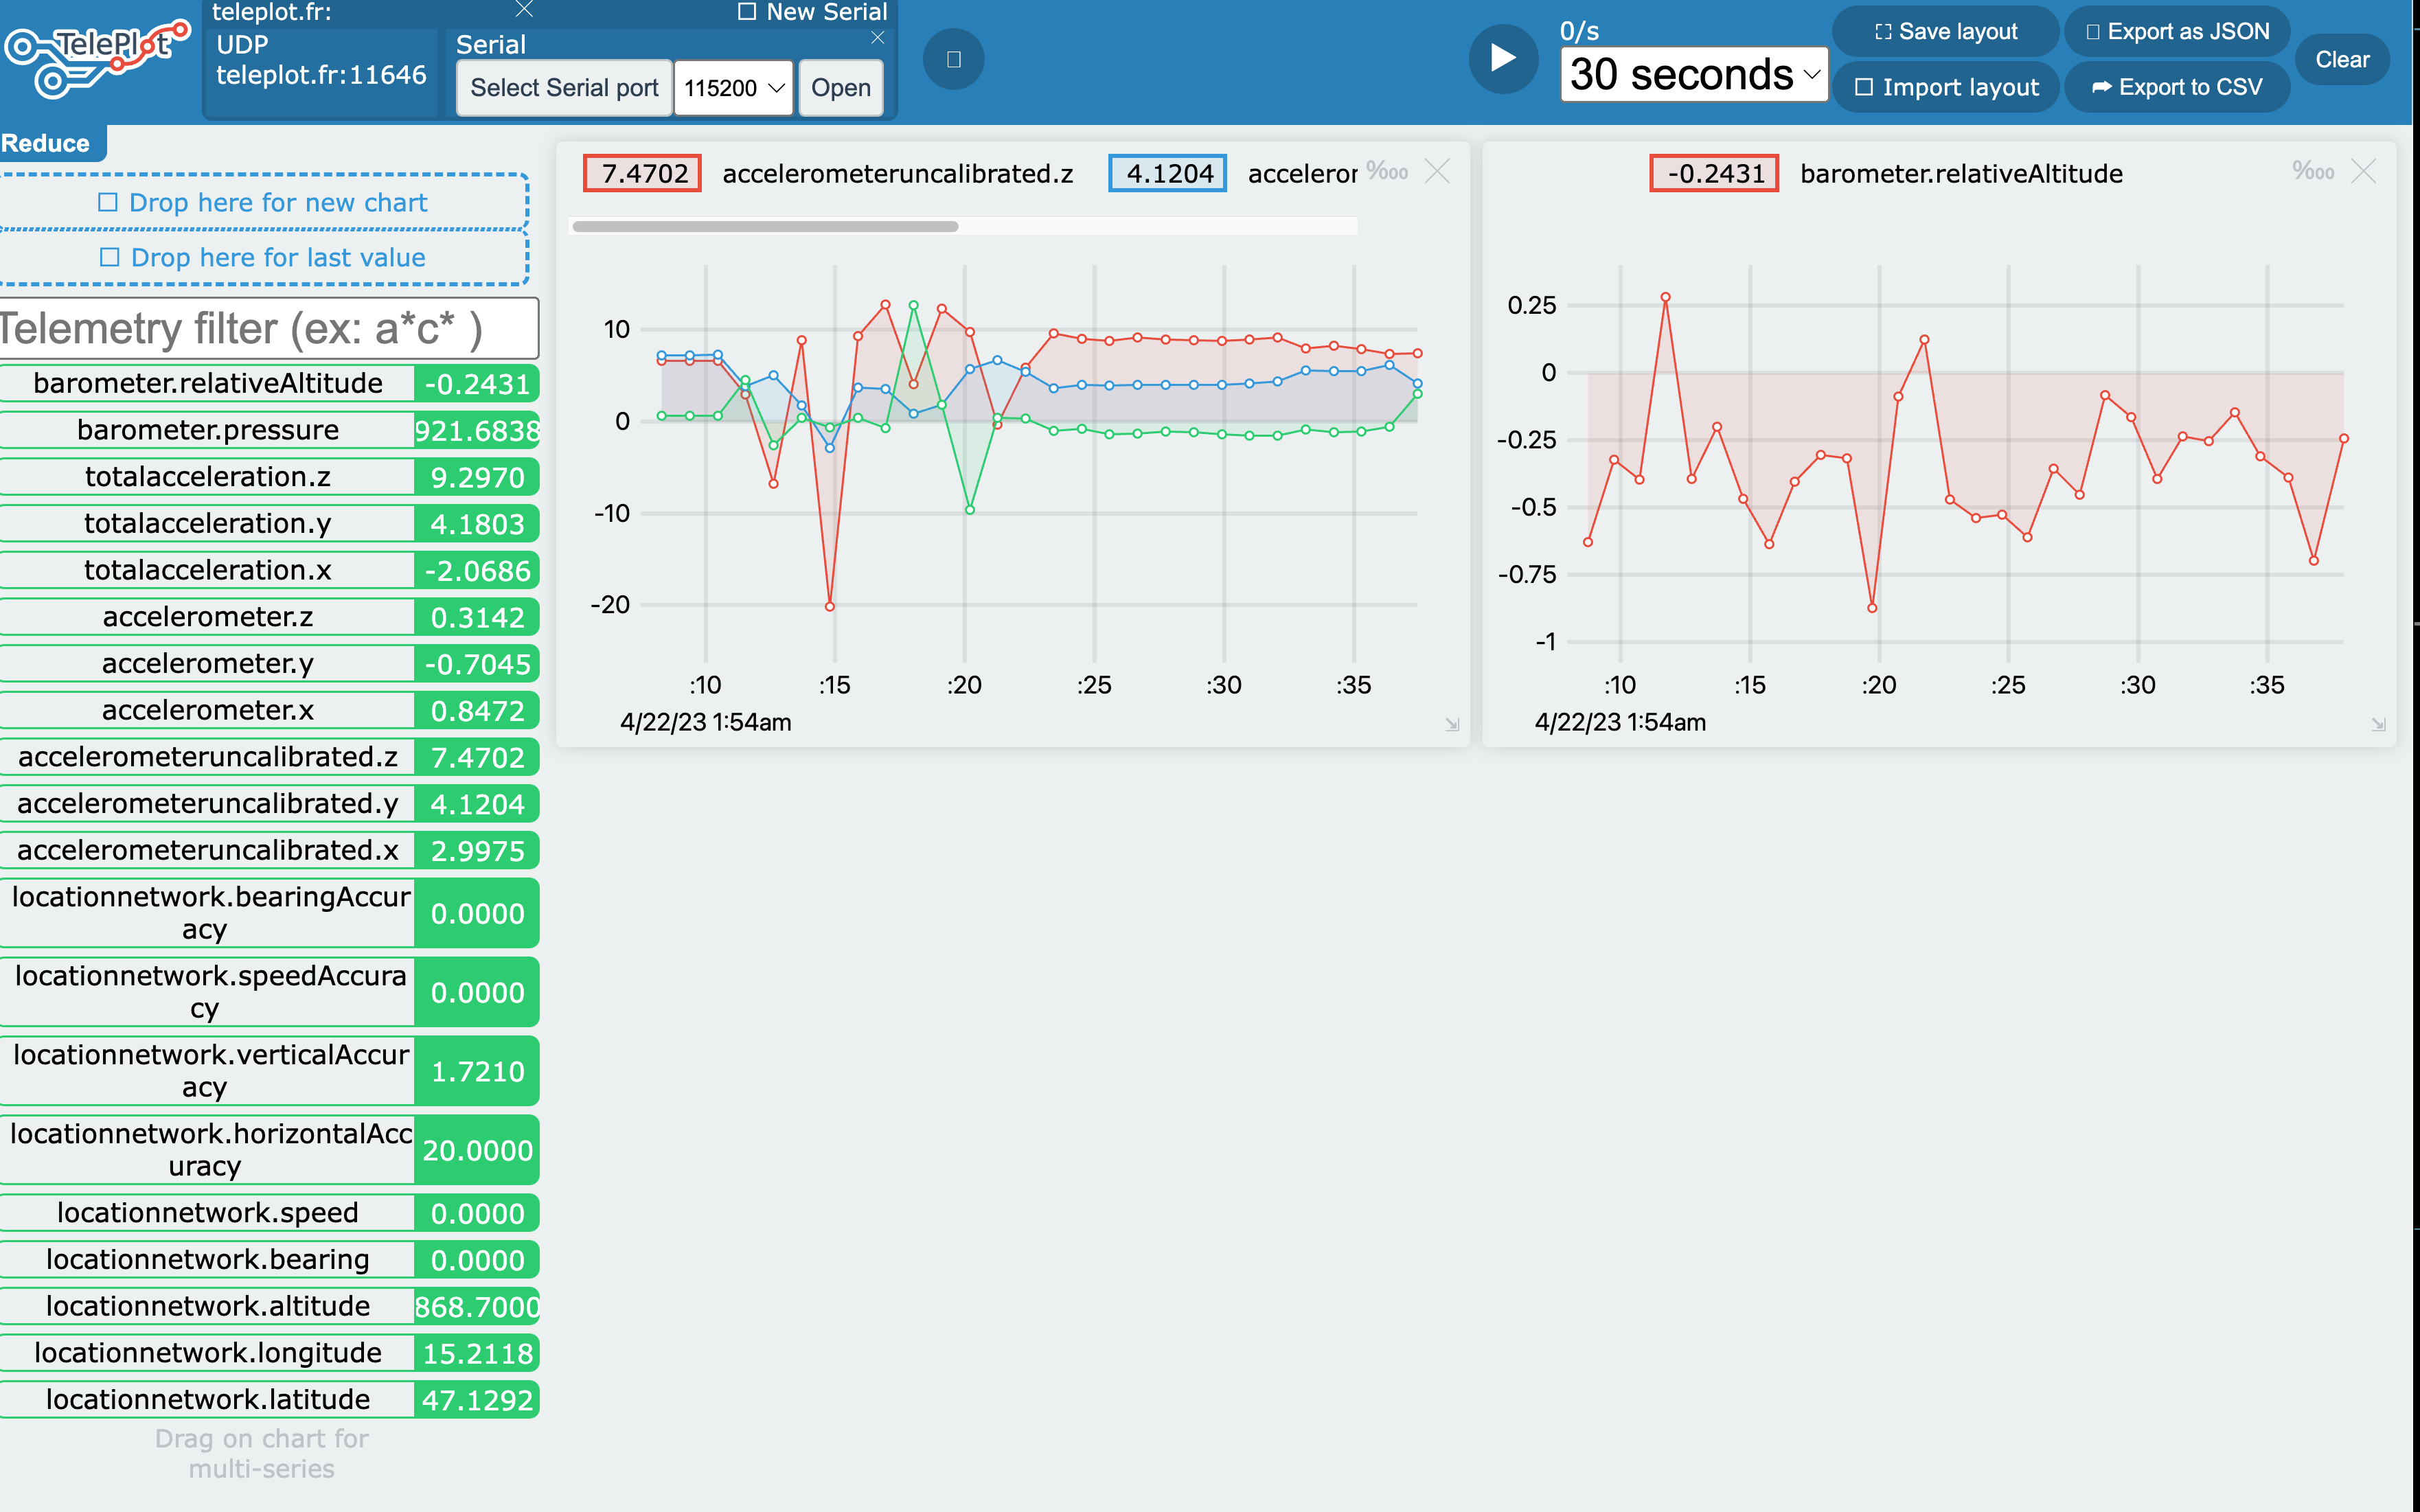 TelePlot
teleplot.fr:
New Serial
UDP
teleplot.fr:11646
Serial
Select Serial port
115200
Open
0/s
30 seconds
Save layout
Export as JSON
Import layout
Export to CSV
Clear
Reduce
Drop here for new chart
Drop here for last value
Telemetry filter (ex: a*c* )
barometer.relativeAltitude -0.2431
barometer.pressure 921.6838
totalacceleration.z 9.2970
totalacceleration.y 4.1803
totalacceleration.x -2.0686
accelerometer.z 0.3142
accelerometer.y -0.7045
accelerometer.x 0.8472
accelerometeruncalibrated.z 7.4702
accelerometeruncalibrated.y 4.1204
accelerometeruncalibrated.x 2.9975
locationnetwork.bearingAccur
acy
0.0000
locationnetwork.speedAccura
cy
0.0000
locationnetwork.verticalAccur
acy
1.7210
locationnetwork.horizontalAcc
uracy
20.0000
locationnetwork.speed 0.0000
locationnetwork.bearing 0.0000
locationnetwork.altitude 868.7000
locationnetwork.longitude 15.2118
locationnetwork.latitude 47.1292
Drag on chart for
multi-series
7.4702 accelerometeruncalibrated.z 4.1204 acceleror ‱
10
0
-10
-20
:10 :15 :20 :25 :30 :35
4/22/23 1:54am
-0.2431 barometer.relativeAltitude ‱
0.25
0
-0.25
-0.5
-0.75
-1
:10 :15 :20 :25 :30 :35
4/22/23 1:54am